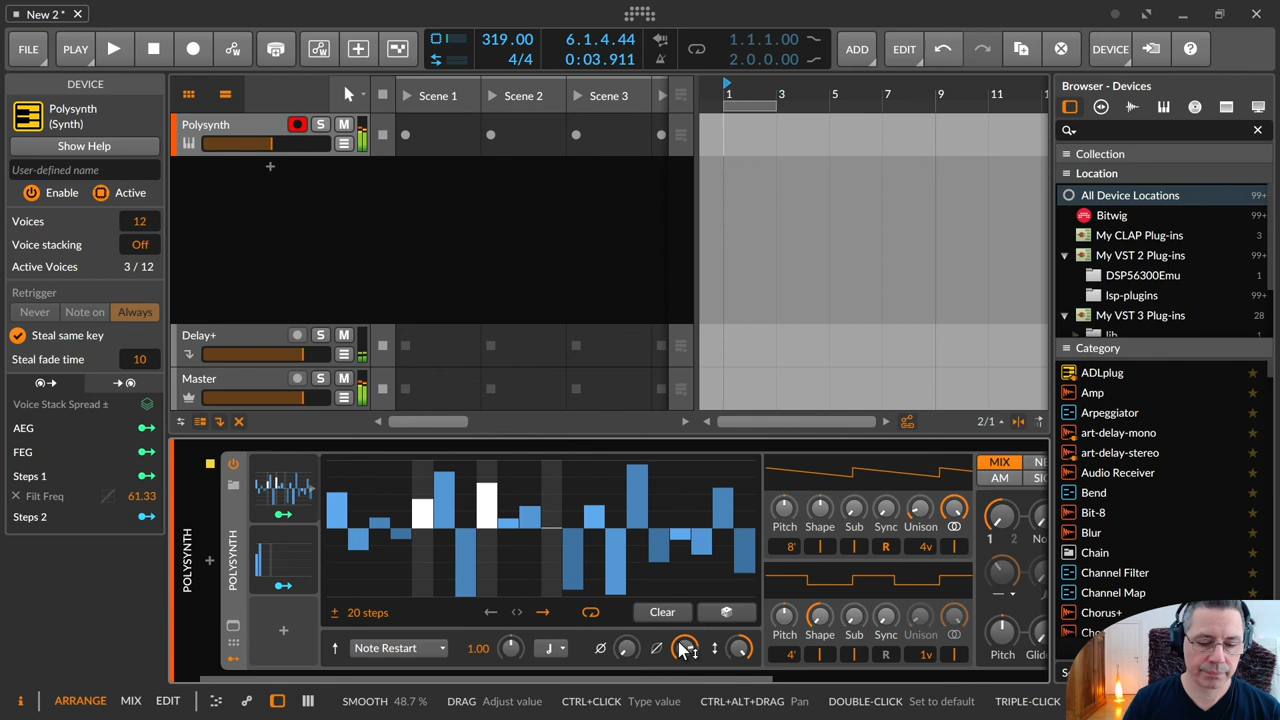 New 2 *
FILE
PLAY
319.00
4/4
6.1.4.44
0:03.911
1.1.1.00
2.0.0.00
ADD
EDIT
DEVICE
DEVICE
Polysynth
(Synth)
Show Help
User-defined name
Enable
Active
Voices
12
Voice stacking
Off
Active Voices
3 / 12
Retrigger
Never
Note on
Always
Steal same key
Steal fade time
10
Voice Stack Spread ±
AEG
FEG
Steps 1
Filt Freq
61.33
Steps 2
Scene 1
Scene 2
Scene 3
Polysynth
S
M
Delay+
S
M
Master
S
M
1
3
5
7
9
11
2/1
Browser - Devices
Collection
Location
All Device Locations
99+
Bitwig
99+
My CLAP Plug-ins
3
My VST 2 Plug-ins
99+
DSP56300Emu
1
lsp-plugins
99+
My VST 3 Plug-ins
28
Category
ADLplug
Amp
Arpeggiator
art-delay-mono
art-delay-stereo
Audio Receiver
Bend
Bit-8
Blur
Chain
Channel Filter
Channel Map
Chorus+
POLYSYNTH
POLYSYNTH
20 steps
Clear
Note Restart
1.00
Pitch
Shape
Sub
Sync
Unison
8'
R
4v
Pitch
Shape
Sub
Sync
Unison
4'
R
1v
MIX
AM
1
2
Pitch
ARRANGE
MIX
EDIT
SMOOTH
48.7 %
DRAG
Adjust value
CTRL+CLICK
Type value
CTRL+ALT+DRAG
Pan
DOUBLE-CLICK
Set to default
TRIPLE-CLICK